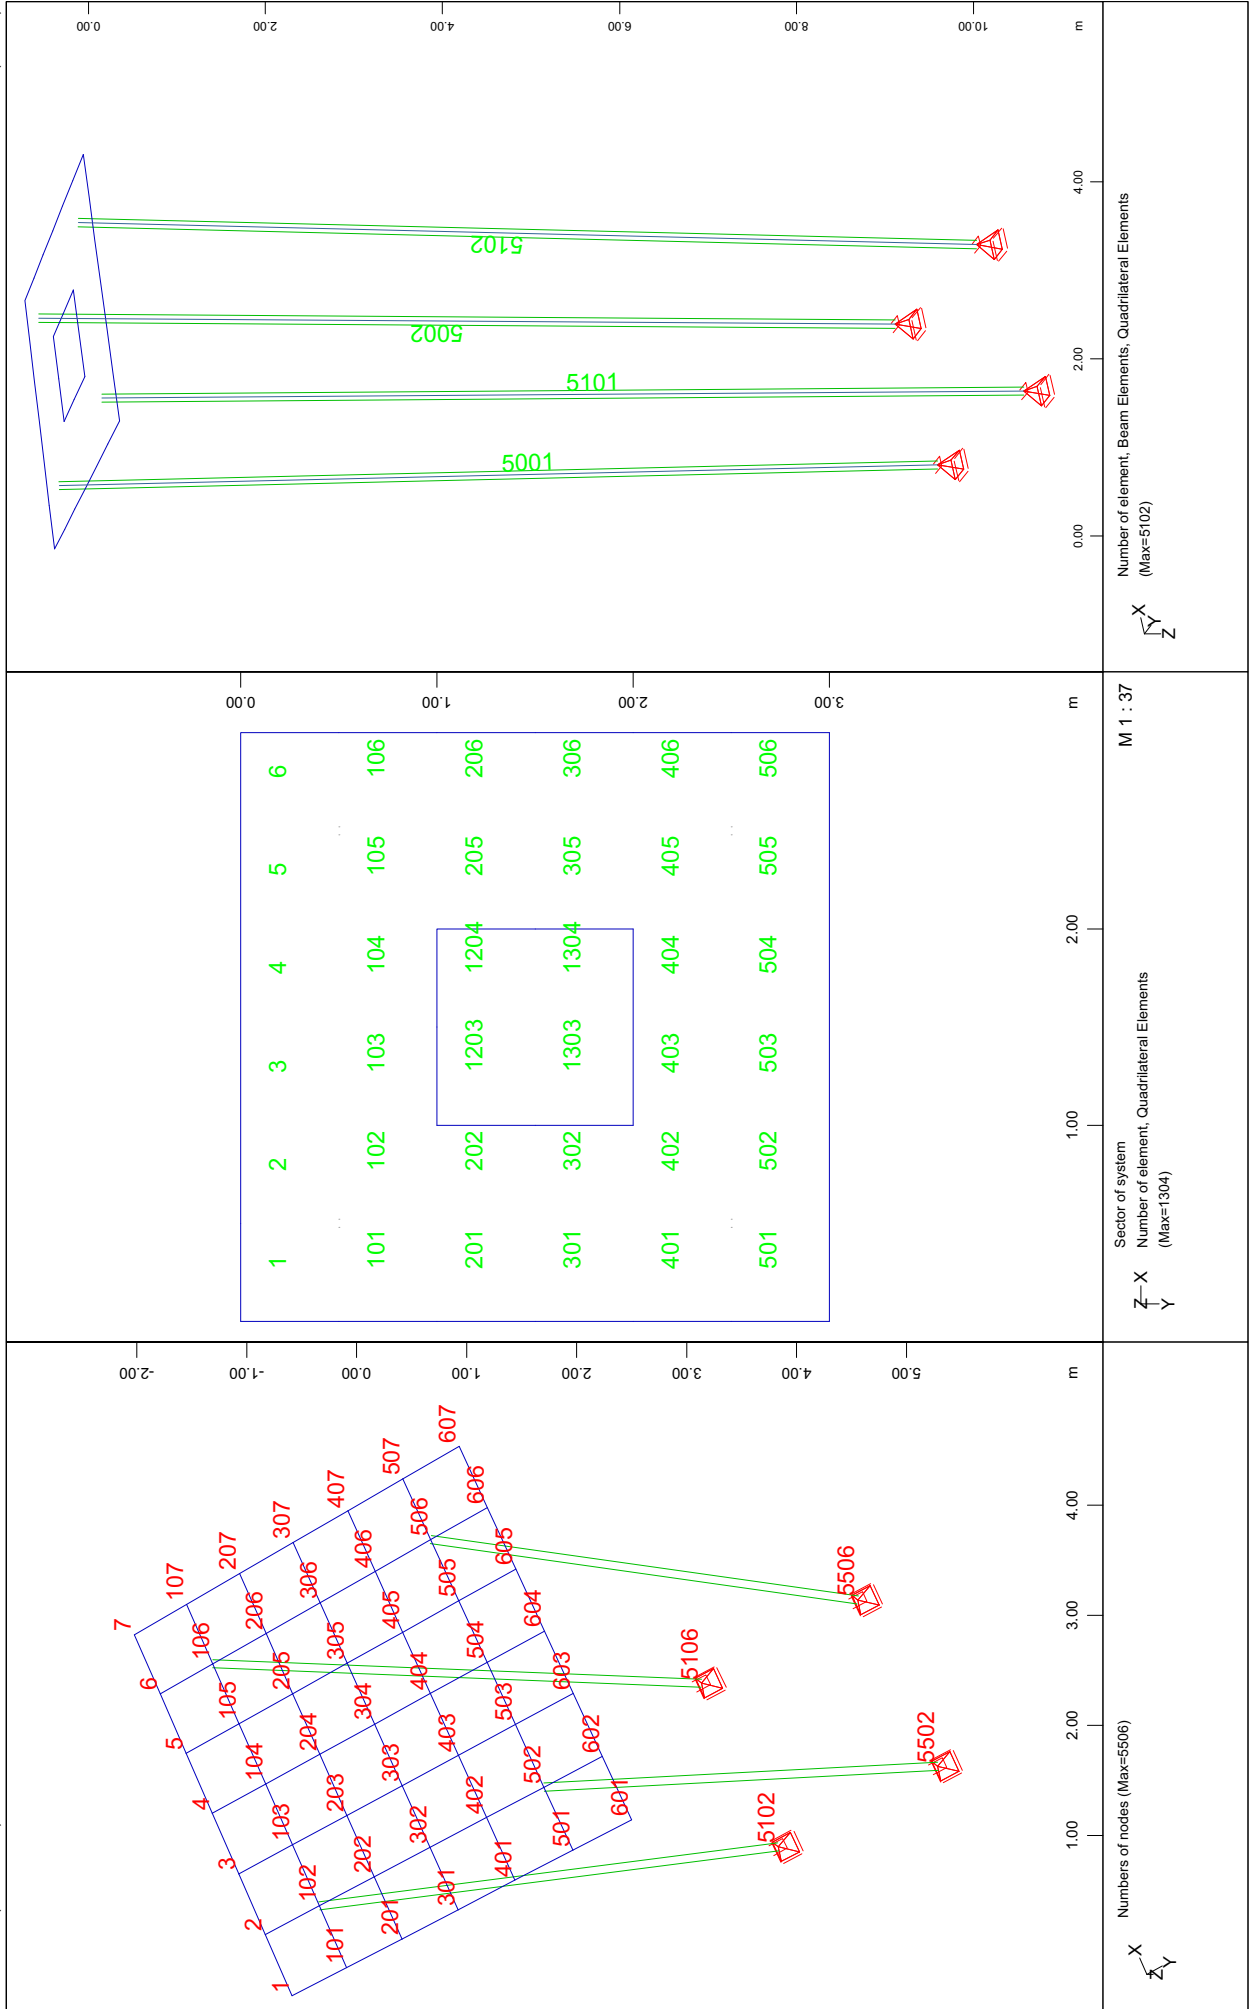 0.00
2.00
4.00
6.00
8.00
10.00
m
5102
5002
5101
5001
4.00
2.00
0.00
Number of element, Beam Elements, Quadrilateral Elements
(Max=5102)
X
Y
Z
0.00
1.00
2.00
3.00
m
1 2 3 4 5 6
101 102 103 104 105 106
201 202 1203 1204 205 206
301 302 1303 1304 305 306
401 402 403 404 405 406
501 502 503 504 505 506
1.00
2.00
Sector of system
Number of element, Quadrilateral Elements
(Max=1304)
M 1 : 37
Z X
Y
-2.00
-1.00
0.00
1.00
2.00
3.00
4.00
5.00
m
1 2 3 4 5 6 7
101 102 103 104 105 106 107
201 202 203 204 205 206 207
301 302 303 304 305 306 307
401 402 403 404 405 406 407
501 502 503 504 505 506 507
601 602 603 604 605 606 607
5102
5106
5502
5506
1.00
2.00
3.00
4.00
Numbers of nodes (Max=5506)
X
Z
Y